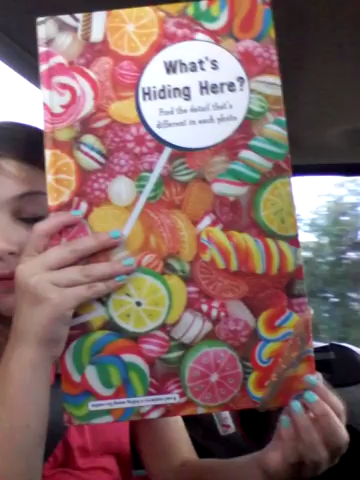 What's
Hiding Here?
Find the detail that's
different in each photo